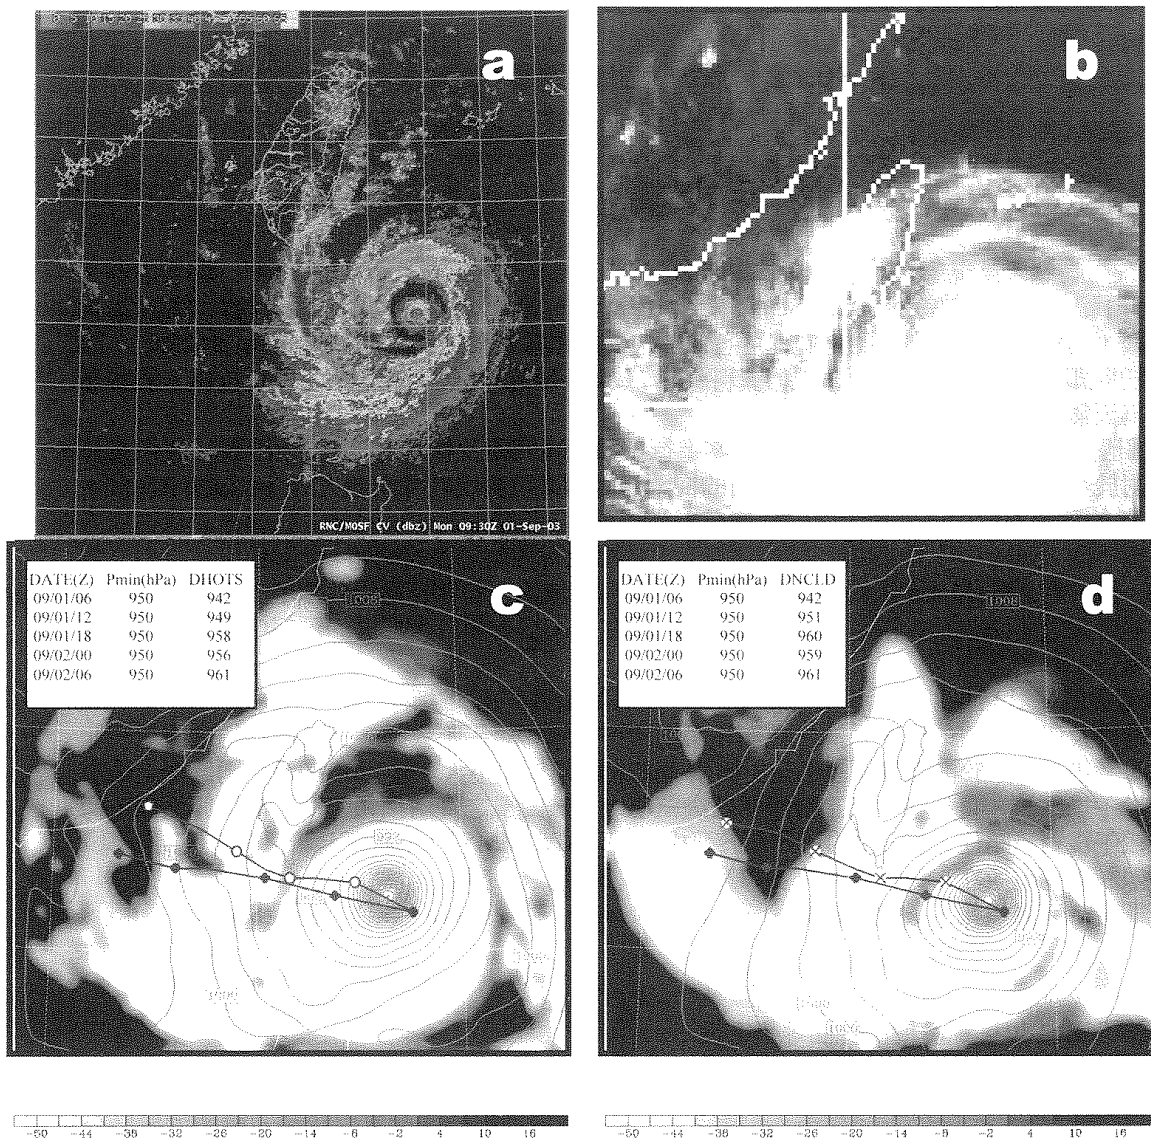 a
b
RNC/MOSF CV (dbz) Mon 09:30Z 01-Sep-03
DATE(Z) Pmin(hPa) DHOTS
09/01/06 950 942
09/01/12 950 949
09/01/18 950 958
09/02/00 950 956
09/02/06 950 961
c
1008
1000
DATE(Z) Pmin(hPa) DNCLD
09/01/06 950 942
09/01/12 950 951
09/01/18 950 960
09/02/00 950 959
09/02/06 950 961
d
1008
1000
1006
-50 -44 -38 -32 -26 -20 -14 -8 -2 4 10 16
-50 -44 -38 -32 -26 -20 -14 -8 -2 4 10 16